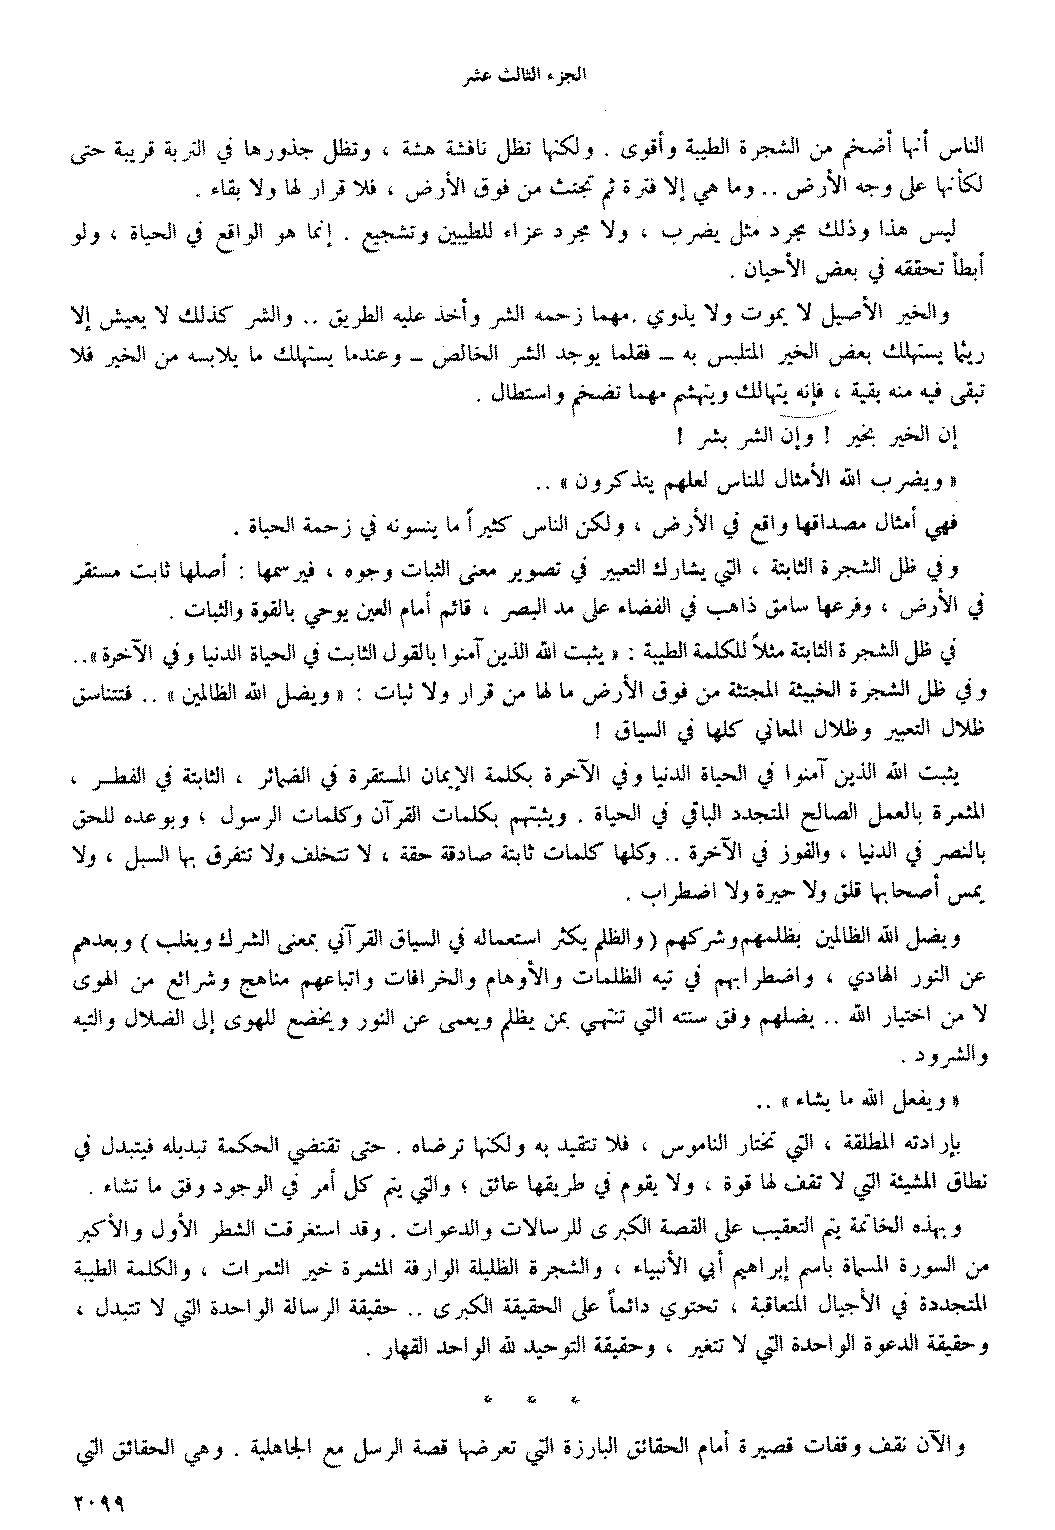 الجزء الثالث عشر
الناس أنها أضخم من الشجرة الطيبة وأقوى . ولكنها تظل نافشة هشة ، وتظل جذورها في التربة قريبة حتى
لكأنها على وجه الأرض .. وما هي إلا فترة ثم تجتث من فوق الأرض ، فلا قرار لها ولا بقاء .
ليس هذا وذلك مجرد مثل يضرب ، ولا مجرد عزاء للطيبين وتشجيع . إنما هو الواقع في الحياة ، ولو
أبطأ تحققه في بعض الأحيان .
والخير الأصيل لا يموت ولا يذوي .مهما زحمه الشر وأخذ عليه الطريق .. والشر كذلك لا يعيش إلا
ريثما يستهلك بعض الخير المتلبس به – فقلما يوجد الشر الخالص – وعندما يستهلك ما يلابسه من الخير فلا
تبقى فيه منه بقية ، فإنه يتهالك ويتهشم مهما تضخم واستطال .
إن الخير بخير ! وإن الشر بشر !
« ويضرب الله الأمثال للناس لعلهم يتذكرون » ..
فهي أمثال مصداقها واقع في الأرض ، ولكن الناس كثيراً ما ينسونه في زحمة الحياة .
وفي ظل الشجرة الثابتة ، التي يشارك التعبير في تصوير معنى الثبات وجوه ، فيرسمها : أصلها ثابت مستقر
في الأرض ، وفرعها سامق ذاهب في الفضاء على مد البصر ، قائم أمام العين يوحي بالقوة والثبات .
في ظل الشجرة الثابتة مثلاً للكلمة الطيبة : « يثبت الله الذين آمنوا بالقول الثابت في الحياة الدنيا وفي الآخرة»..
وفي ظل الشجرة الخبيثة المجتثة من فوق الأرض ما لها من قرار ولا ثبات : « ويضل الله الظالمين » .. فتتناسق
ظلال التعبير وظلال المعاني كلها في السياق !
يثبت الله الذين آمنوا في الحياة الدنيا وفي الآخرة بكلمة الإيمان المستقرة في الضمائر ، الثابتة في الفطر ،
المثمرة بالعمل الصالح المتجدد الباقي في الحياة . ويثبتهم بكلمات القرآن وكلمات الرسول ؛ وبوعده للحق
بالنصر في الدنيا ، والفوز في الآخرة .. وكلها كلمات ثابتة صادقة حقة ، لا تتخلف ولا تتفرق بها السبل ، ولا
يمس أصحابها قلق ولا حيرة ولا اضطراب .
ويضل الله الظالمين بظلمهم وشركهم ( والظلم يكثر استعماله في السياق القرآني بمعنى الشرك ويغلب ) وبعدهم
عن النور الهادي ، واضطرابهم في تيه الظلمات والأوهام والخرافات واتباعهم مناهج وشرائع من الهوى
لا من اختيار الله .. يضلهم وفق سنته التي تنتهي بمن يظلم ويعمى عن النور ويخضع للهوى إلى الضلال والتيه
والشرود .
« ويفعل الله ما يشاء » ..
بإرادته المطلقة ، التي تختار الناموس ، فلا تتقيد به ولكنها ترضاه . حتى تقتضي الحكمة تبديله فيتبدل في
نطاق المشيئة التي لا تقف لها قوة ، ولا يقوم في طريقها عائق ؛ والتي يتم كل أمر في الوجود وفق ما تشاء .
وبهذه الخاتمة يتم التعقيب على القصة الكبرى للرسالات والدعوات . وقد استغرقت الشطر الأول والأكبر
من السورة المسماة باسم إبراهيم أبي الأنبياء ، والشجرة الظليلة الوارفة المثمرة خير الثمرات ، والكلمة الطيبة
المتجددة في الأجيال المتعاقبة ، تحتوي دائماً على الحقيقة الكبرى .. حقيقة الرسالة الواحدة التي لا تتبدل ،
وحقيقة الدعوة الواحدة التي لا تتغير ، وحقيقة التوحيد لله الواحد القهار .
* * *
والآن نقف وقفات قصيرة أمام الحقائق البارزة التي تعرضها قصة الرسل مع الجاهلية . وهي الحقائق التي
٢٠٩٩